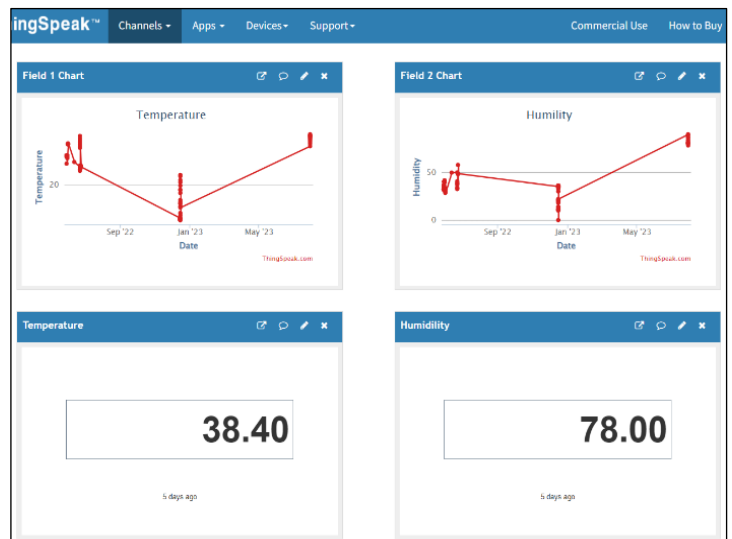 ingSpeak™ Channels Apps Devices Support Commercial Use How to Buy
Field 1 Chart
Temperature
Temperature
20
Sep '22 Jan '23 May '23
Date
ThingSpeak.com
Field 2 Chart
Humility
Humidity
50
0
Sep '22 Jan '23 May '23
Date
ThingSpeak.com
Temperature
38.40
5 days ago
Humidility
78.00
5 days ago